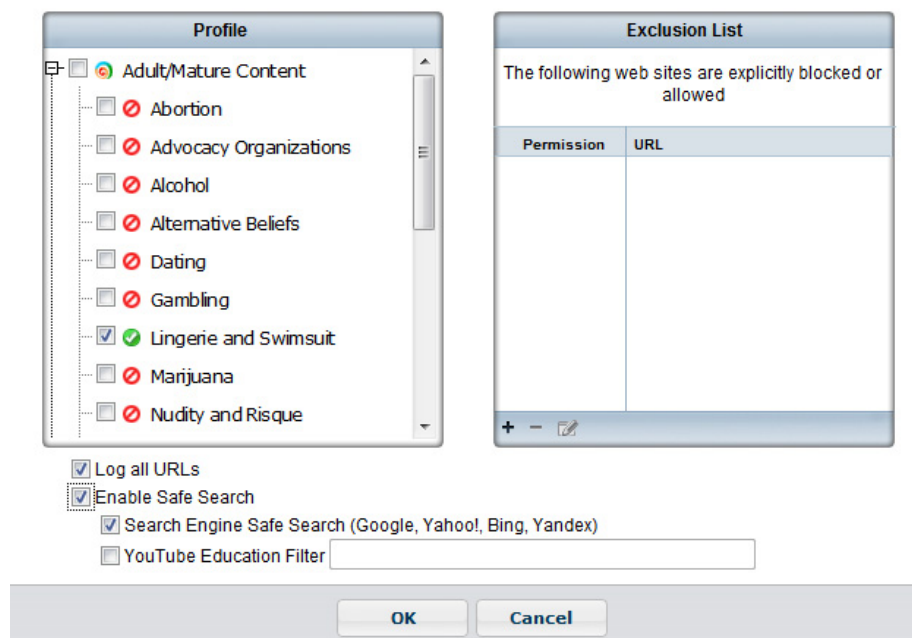 Profile
Adult/Mature Content
Abortion
Advocacy Organizations
Alcohol
Alternative Beliefs
Dating
Gambling
Lingerie and Swimsuit
Marijuana
Nudity and Risque
Exclusion List
The following web sites are explicitly blocked or
allowed
Permission URL
Log all URLs
Enable Safe Search
Search Engine Safe Search (Google, Yahoo!, Bing, Yandex)
YouTube Education Filter
OK Cancel